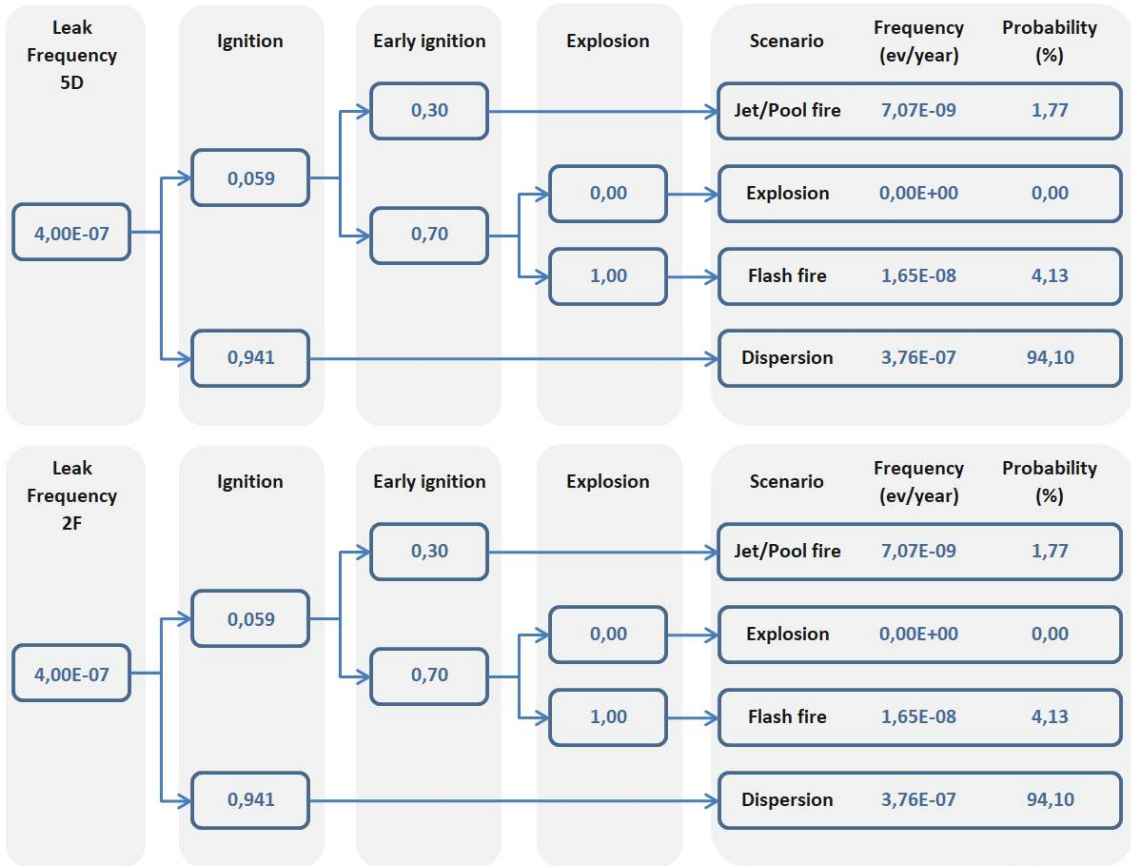 Leak
Frequency
5D
Ignition
Early ignition
Explosion
Scenario
Frequency
(ev/year)
Probability
(%)
0,30
Jet/Pool fire 7,07E-09 1,77
0,059
0,00
Explosion 0,00E+00 0,00
4,00E-07
0,70
1,00
Flash fire 1,65E-08 4,13
0,941
Dispersion 3,76E-07 94,10
Leak
Frequency
2F
Ignition
Early ignition
Explosion
Scenario
Frequency
(ev/year)
Probability
(%)
0,30
Jet/Pool fire 7,07E-09 1,77
0,059
0,00
Explosion 0,00E+00 0,00
4,00E-07
0,70
1,00
Flash fire 1,65E-08 4,13
0,941
Dispersion 3,76E-07 94,10